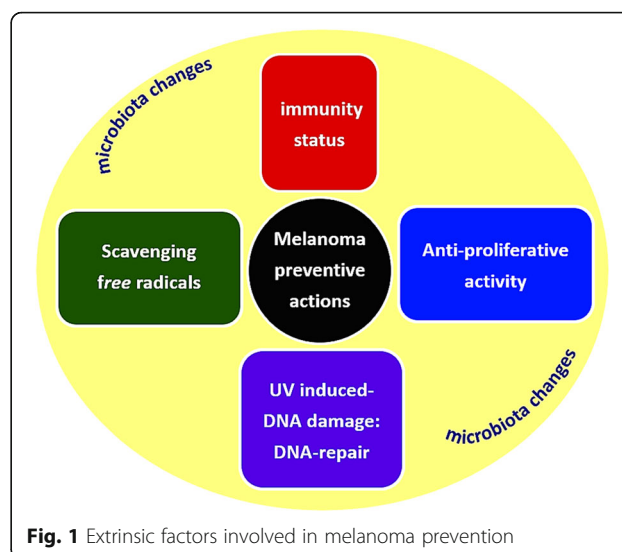 microbiota changes
immunity
status
Scavenging
free radicals
Melanoma
preventive
actions
Anti-proliferative
activity
UV induced-
DNA damage:
DNA-repair
microbiota changes
Fig. 1 Extrinsic factors involved in melanoma prevention